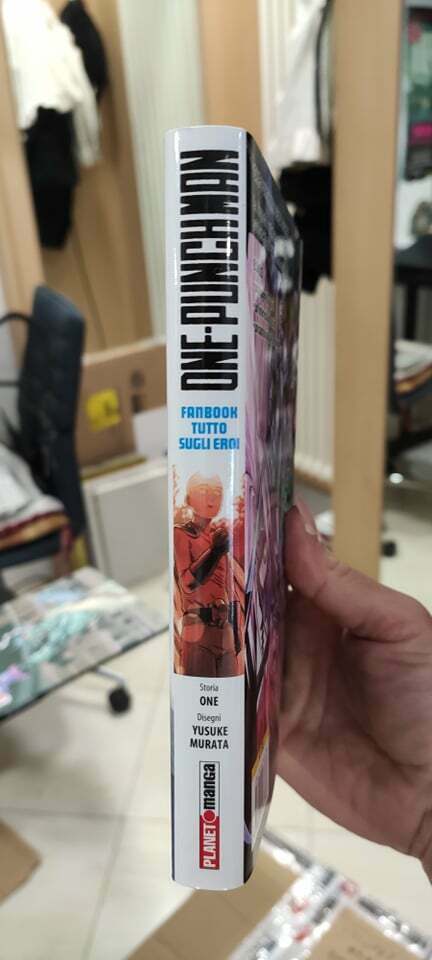 ONE-PUNCH MAN
FANBOOK
TUTTO
SUGLI EROI
Storia
ONE
Disegni
YUSUKE
MURATA
PLANET manga